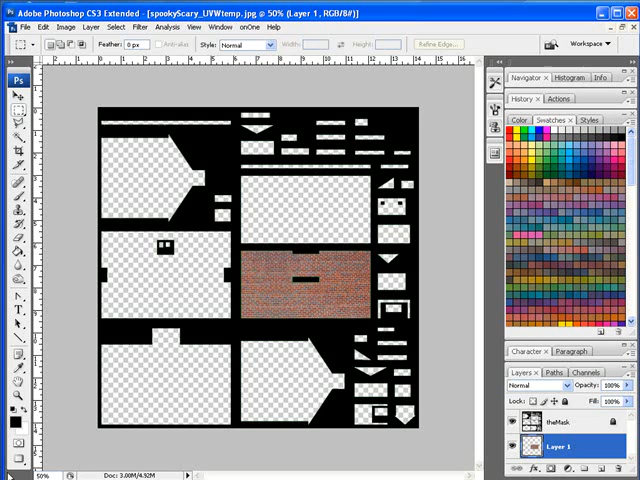 Adobe Photoshop CS3 Extended - [spookyScary_UVWtemp.jpg @ 50% (Layer 1, RGB/8#)]
File Edit Image Layer Select Filter Analysis View Window onOne Help
Feather: 0 px Anti-alias Style: Normal Width: Height: Refine Edge... Workspace
Ps
Navigator Histogram Info
History Actions
Color Swatches Styles
Character Paragraph
Layers Paths Channels
Normal Opacity: 100%
Lock: Fill: 100%
theMask
Layer 1
50% Doc: 3.00M/4.92M